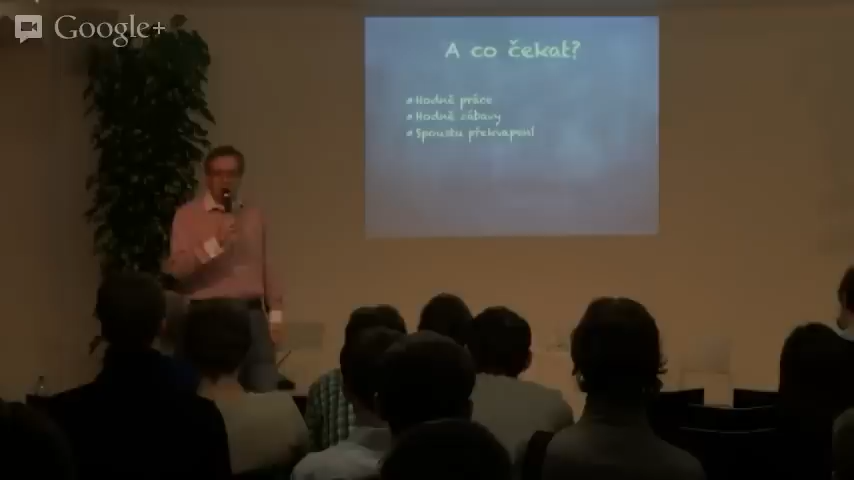 Google+
A co čekat?
Hodně práce
Hodně zábavy
Spoustu překvapení